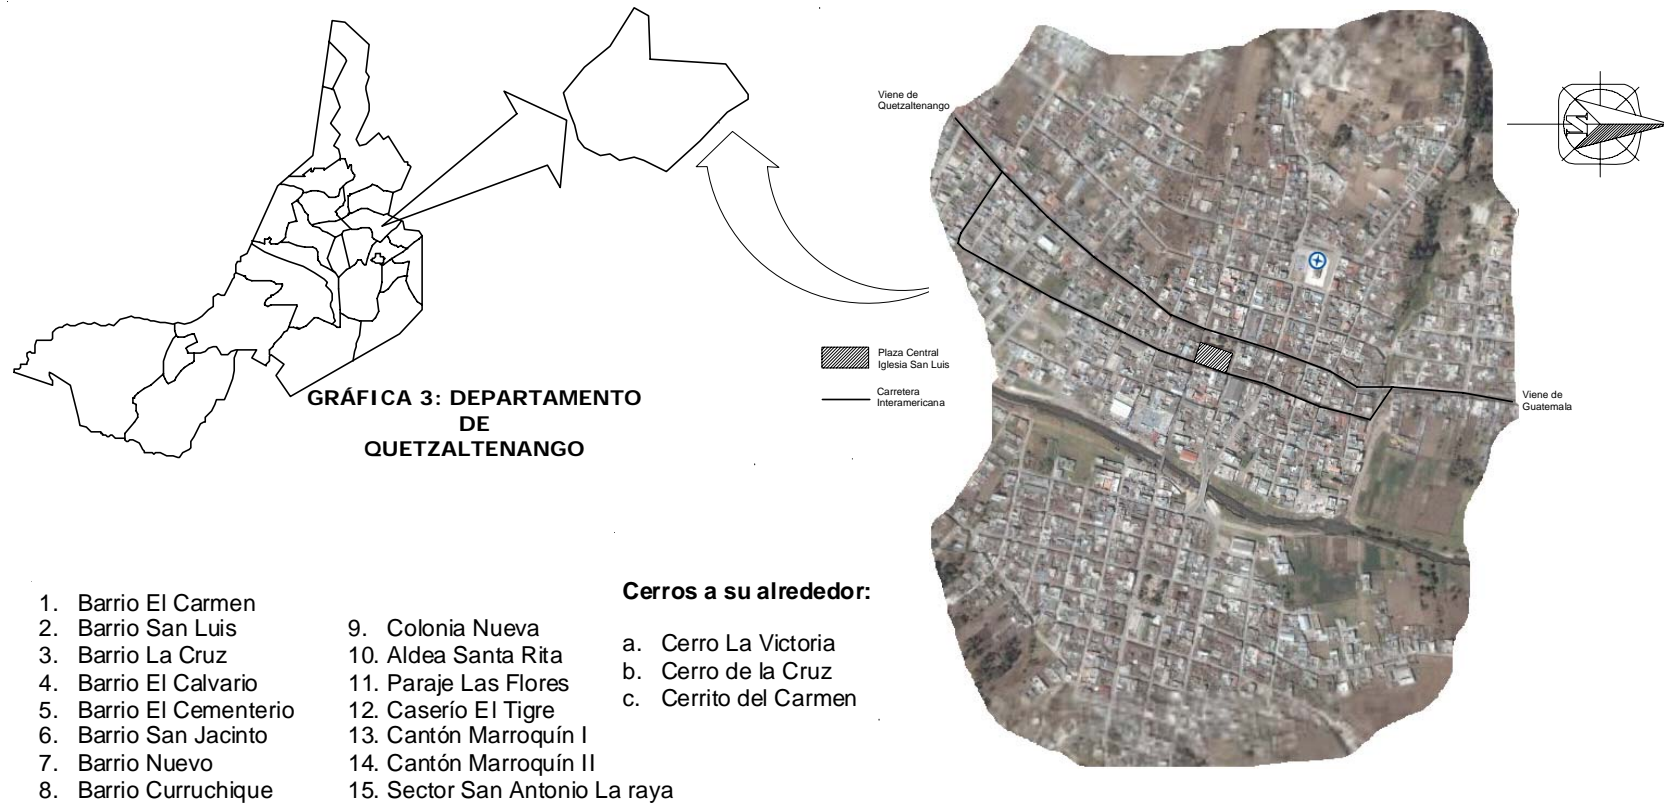 Viene de
Quetzaltenango
N
Plaza Central
Iglesia San Luis
Carretera
Interamericana
Viene de
Guatemala
GRÁFICA 3: DEPARTAMENTO
DE
QUETZALTENANGO
1. Barrio El Carmen
2. Barrio San Luis
3. Barrio La Cruz
4. Barrio El Calvario
5. Barrio El Cementerio
6. Barrio San Jacinto
7. Barrio Nuevo
8. Barrio Curruchique
9. Colonia Nueva
10. Aldea Santa Rita
11. Paraje Las Flores
12. Caserío El Tigre
13. Cantón Marroquín I
14. Cantón Marroquín II
15. Sector San Antonio La raya
Cerros a su alrededor:
a. Cerro La Victoria
b. Cerro de la Cruz
c. Cerrito del Carmen